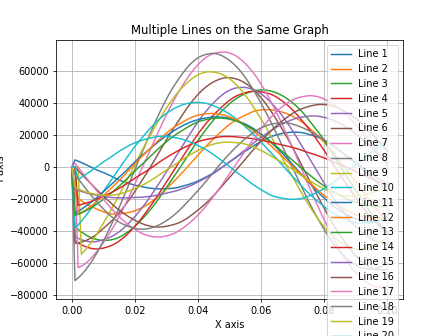 Multiple Lines on the Same Graph
80000
60000
40000
20000
0
−20000
−40000
−60000
−80000
0.00
0.02
0.04
0.06
X axis
Line 1
Line 2
Line 3
Line 4
Line 5
Line 6
Line 7
Line 8
Line 9
Line 10
Line 11
Line 12
Line 13
Line 14
Line 15
Line 16
Line 17
Line 18
Line 19
Line 20